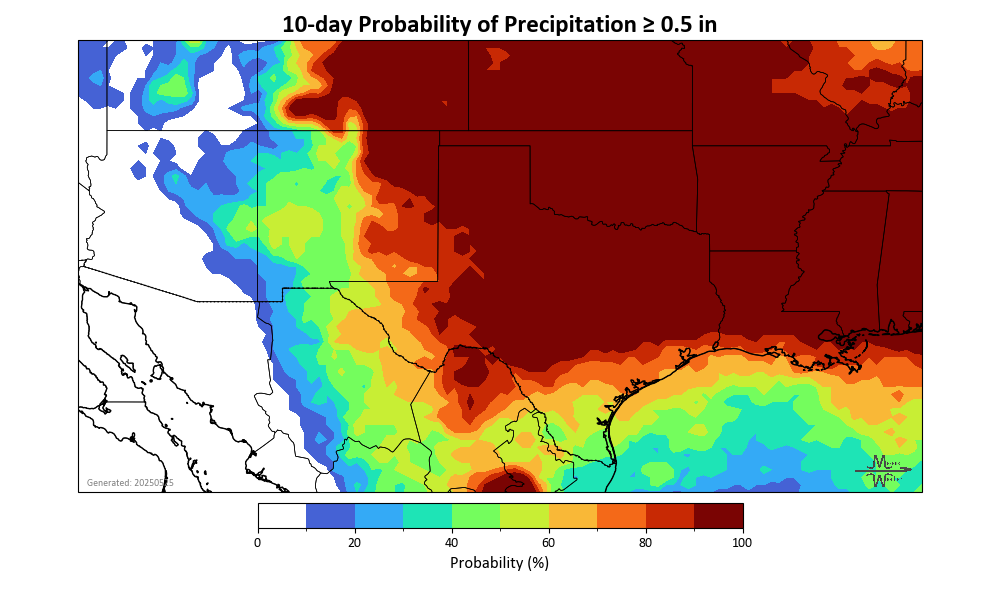 10-day Probability of Precipitation ≥ 0.5 in
Generated: 20250525
0 20 40 60 80 100
Probability (%)